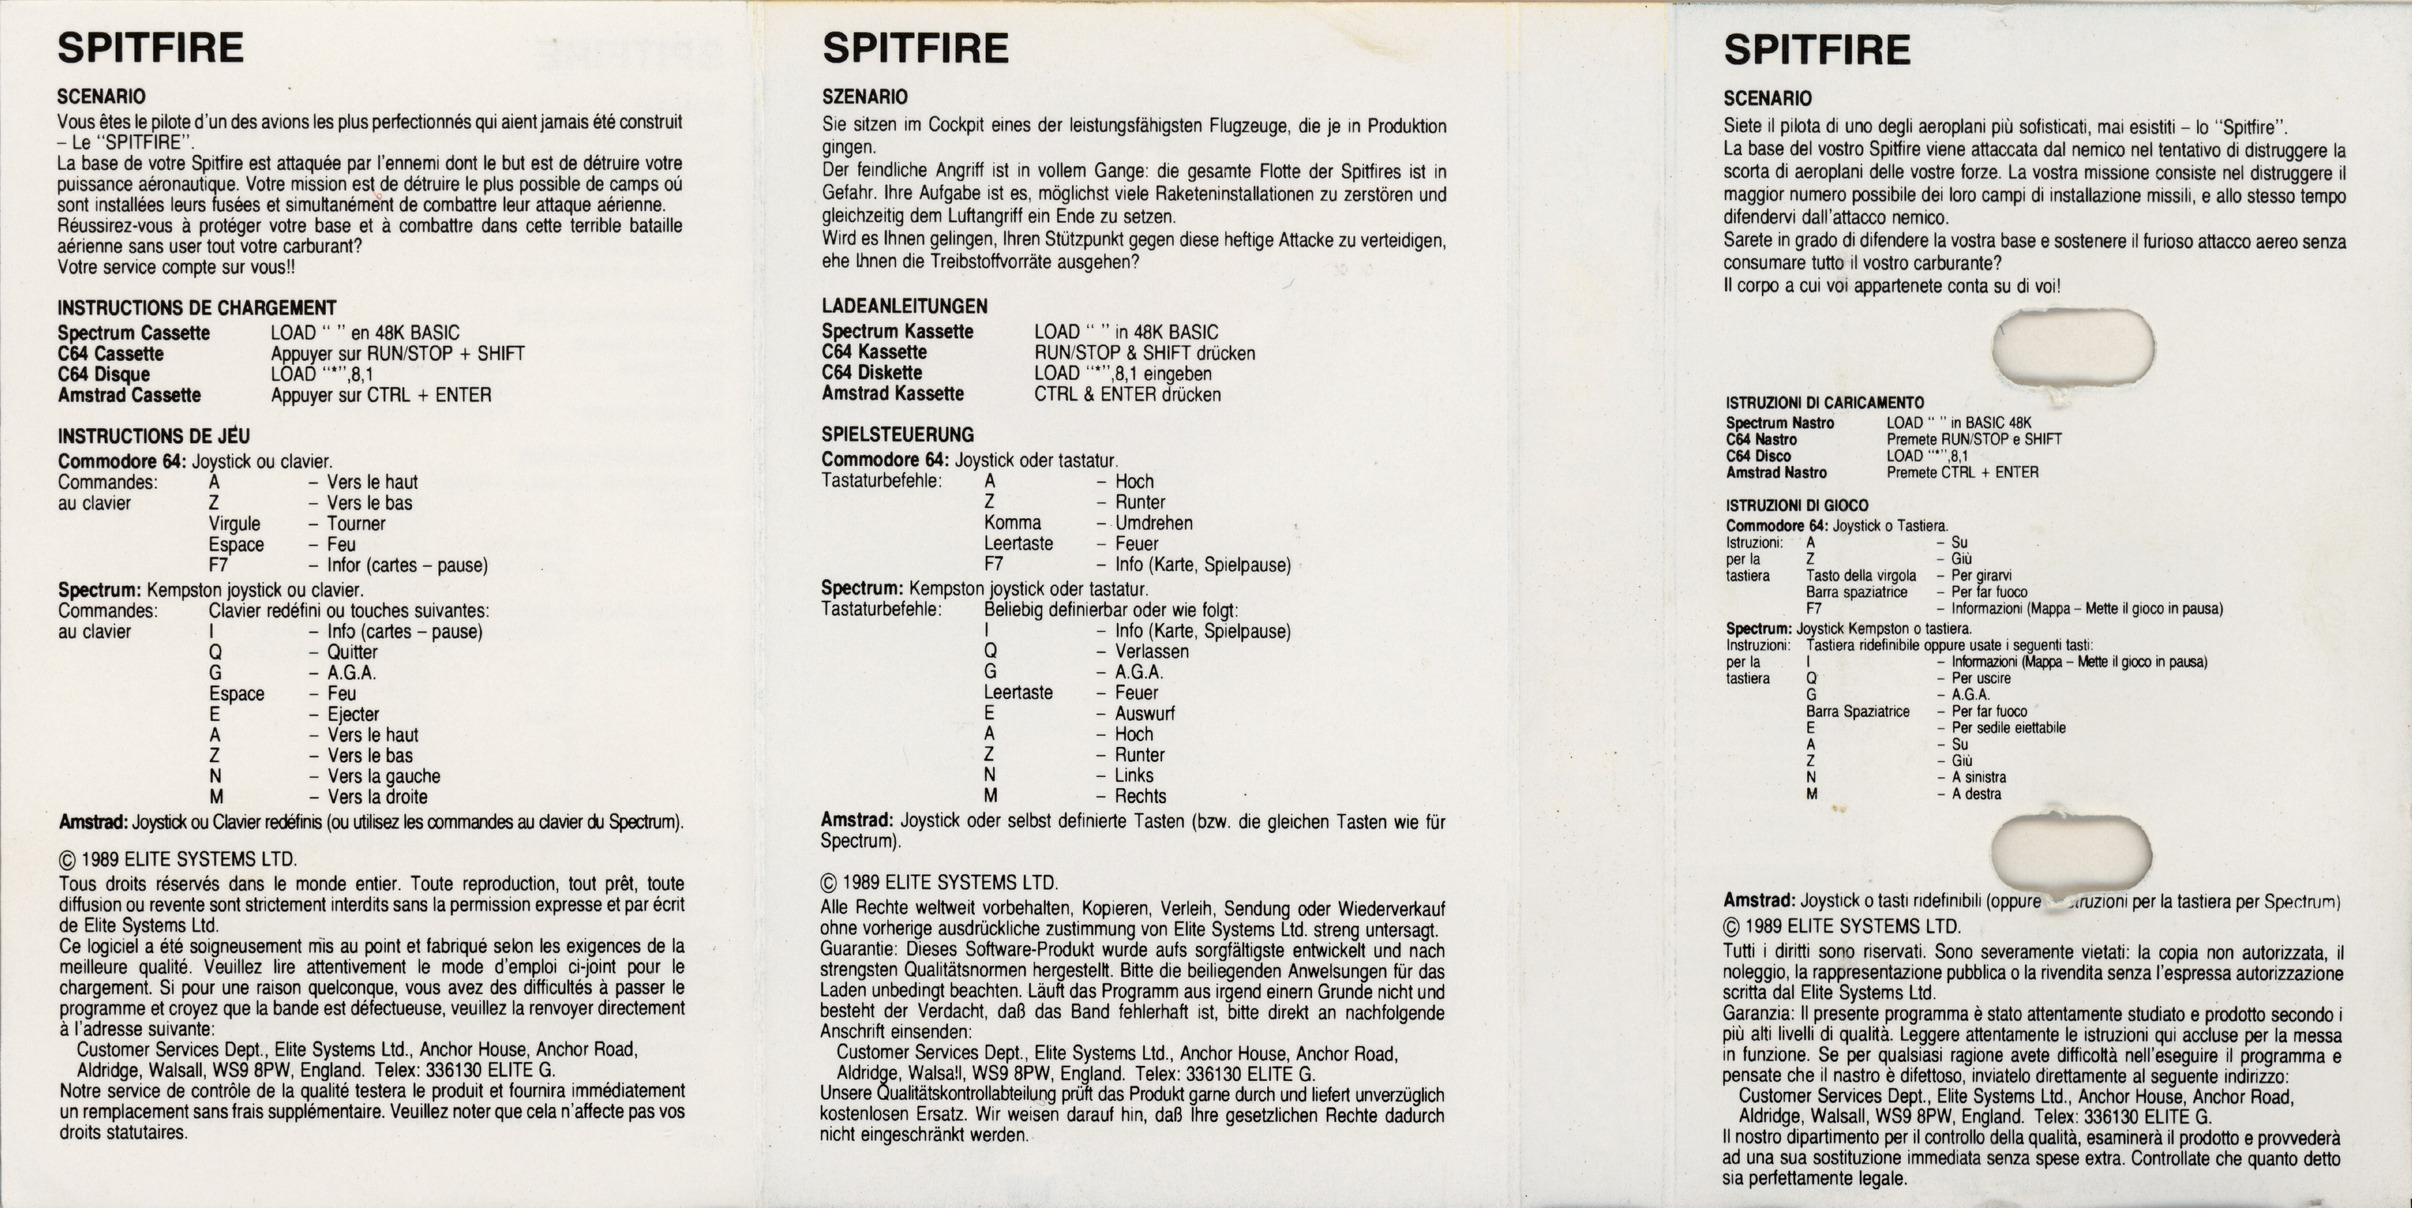 SPITFIRE
SCENARIO
Vous êtes le pilote d'un des avions les plus perfectionnés qui aient jamais été construit
– Le “SPITFIRE”.
La base de votre Spitfire est attaquée par l'ennemi dont le but est de détruire votre
puissance aéronautique. Votre mission est de détruire le plus possible de camps oú
sont installées leurs fusées et simultanément de combattre leur attaque aérienne.
Réussirez-vous à protéger votre base et à combattre dans cette terrible bataille
aérienne sans user tout votre carburant?
Votre service compte sur vous!!
INSTRUCTIONS DE CHARGEMENT
Spectrum Cassette LOAD “ ” en 48K BASIC
C64 Cassette Appuyer sur RUN/STOP + SHIFT
C64 Disque LOAD “*”,8,1
Amstrad Cassette Appuyer sur CTRL + ENTER
INSTRUCTIONS DE JEU
Commodore 64: Joystick ou clavier.
Commandes: A – Vers le haut
au clavier Z – Vers le bas
Virgule – Tourner
Espace – Feu
F7 – Infor (cartes – pause)
Spectrum: Kempston joystick ou clavier.
Commandes: Clavier redéfini ou touches suivantes:
au clavier I – Info (cartes – pause)
Q – Quitter
G – A.G.A.
Espace – Feu
E – Ejecter
A – Vers le haut
Z – Vers le bas
N – Vers la gauche
M – Vers la droite
Amstrad: Joystick ou Clavier redéfinis (ou utilisez les commandes au clavier du Spectrum).
© 1989 ELITE SYSTEMS LTD.
Tous droits réservés dans le monde entier. Toute reproduction, tout prêt, toute
diffusion ou revente sont strictement interdits sans la permission expresse et par écrit
de Elite Systems Ltd.
Ce logiciel a été soigneusement mis au point et fabriqué selon les exigences de la
meilleure qualité. Veuillez lire attentivement le mode d'emploi ci-joint pour le
chargement. Si pour une raison quelconque, vous avez des difficultés à passer le
programme et croyez que la bande est défectueuse, veuillez la renvoyer directement
à l'adresse suivante:
Customer Services Dept., Elite Systems Ltd., Anchor House, Anchor Road,
Aldridge, Walsall, WS9 8PW, England. Telex: 336130 ELITE G.
Notre service de contrôle de la qualité testera le produit et fournira immédiatement
un remplacement sans frais supplémentaire. Veuillez noter que cela n'affecte pas vos
droits statutaires.
SPITFIRE
SZENARIO
Sie sitzen im Cockpit eines der leistungsfähigsten Flugzeuge, die je in Produktion
gingen.
Der feindliche Angriff ist in vollem Gange: die gesamte Flotte der Spitfires ist in
Gefahr. Ihre Aufgabe ist es, möglichst viele Raketeninstallationen zu zerstören und
gleichzeitig dem Luftangriff ein Ende zu setzen.
Wird es Ihnen gelingen, Ihren Stützpunkt gegen diese heftige Attacke zu verteidigen,
ehe Ihnen die Treibstoffvorräte ausgehen?
LADEANLEITUNGEN
Spectrum Kassette LOAD “ ” in 48K BASIC
C64 Kassette RUN/STOP & SHIFT drücken
C64 Diskette LOAD “*”,8,1 eingeben
Amstrad Kassette CTRL & ENTER drücken
SPIELSTEUERUNG
Commodore 64: Joystick oder tastatur.
Tastaturbefehle: A – Hoch
Z – Runter
Komma – Umdrehen
Leertaste – Feuer
F7 – Info (Karte, Spielpause)
Spectrum: Kempston joystick oder tastatur.
Tastaturbefehle: Beliebig definierbar oder wie folgt:
I – Info (Karte, Spielpause)
Q – Verlassen
G – A.G.A.
Leertaste – Feuer
E – Auswurf
A – Hoch
Z – Runter
N – Links
M – Rechts
Amstrad: Joystick oder selbst definierte Tasten (bzw. die gleichen Tasten wie für
Spectrum).
© 1989 ELITE SYSTEMS LTD.
Alle Rechte weltweit vorbehalten, Kopieren, Verleih, Sendung oder Wiederverkauf
ohne vorherige ausdrückliche zustimmung von Elite Systems Ltd. streng untersagt.
Guarantie: Dieses Software-Produkt wurde aufs sorgfältigste entwickelt und nach
strengsten Qualitätsnormen hergestellt. Bitte die beiliegenden Anwelsungen für das
Laden unbedingt beachten. Läuft das Programm aus irgend einern Grunde nicht und
besteht der Verdacht, daß das Band fehlerhaft ist, bitte direkt an nachfolgende
Anschrift einsenden:
Customer Services Dept., Elite Systems Ltd., Anchor House, Anchor Road,
Aldridge, Walsall, WS9 8PW, England. Telex: 336130 ELITE G.
Unsere Qualitätskontrollabteilung prüft das Produkt garne durch und liefert unverzüglich
kostenlosen Ersatz. Wir weisen darauf hin, daß Ihre gesetzlichen Rechte dadurch
nicht eingeschränkt werden.
SPITFIRE
SCENARIO
Siete il pilota di uno degli aeroplani più sofisticati, mai esistiti – lo “Spitfire”.
La base del vostro Spitfire viene attaccata dal nemico nel tentativo di distruggere la
scorta di aeroplani delle vostre forze. La vostra missione consiste nel distruggere il
maggior numero possibile dei loro campi di installazione missili, e allo stesso tempo
difendervi dall'attacco nemico.
Sarete in grado di difendere la vostra base e sostenere il furioso attacco aereo senza
consumare tutto il vostro carburante?
Il corpo a cui voi appartenete conta su di voi!
ISTRUZIONI DI CARICAMENTO
Spectrum Nastro LOAD “ ” in BASIC 48K
C64 Nastro Premete RUN/STOP e SHIFT
C64 Disco LOAD “*”,8,1
Amstrad Nastro Premete CTRL + ENTER
ISTRUZIONI DI GIOCO
Commodore 64: Joystick o Tastiera.
Istruzioni: A – Su
per la Z – Giù
tastiera Tasto della virgola – Per girarvi
Barra spaziatrice – Per far fuoco
F7 – Informazioni (Mappa – Mette il gioco in pausa)
Spectrum: Joystick Kempston o tastiera.
Instruzioni: Tastiera ridefinibile oppure usate i seguenti tasti:
per la I – Informazioni (Mappa – Mette il gioco in pausa)
tastiera Q – Per uscire
G – A.G.A.
Barra Spaziatrice – Per far fuoco
E – Per sedile eiettabile
A – Su
Z – Giù
N – A sinistra
M – A destra
Amstrad: Joystick o tasti ridefinibili (oppure per la tastiera per Spectrum)
© 1989 ELITE SYSTEMS LTD.
Tutti i diritti sono riservati. Sono severamente vietati: la copia non autorizzata, il
noleggio, la rappresentazione pubblica o la rivendita senza l'espressa autorizzazione
scritta dal Elite Systems Ltd.
Garanzia: Il presente programma è stato attentamente studiato e prodotto secondo i
più alti livelli di qualità. Leggere attentamente le istruzioni qui accluse per la messa
in funzione. Se per qualsiasi ragione avete difficoltà nell'eseguire il programma e
pensate che il nastro è difettoso, inviatelo direttamente al seguente indirizzo:
Customer Services Dept., Elite Systems Ltd., Anchor House, Anchor Road,
Aldridge, Walsall, WS9 8PW, England. Telex: 336130 ELITE G.
Il nostro dipartimento per il controllo della qualità, esaminerà il prodotto e provvederà
ad una sua sostituzione immediata senza spese extra. Controllate che quanto detto
sia perfettamente legale.